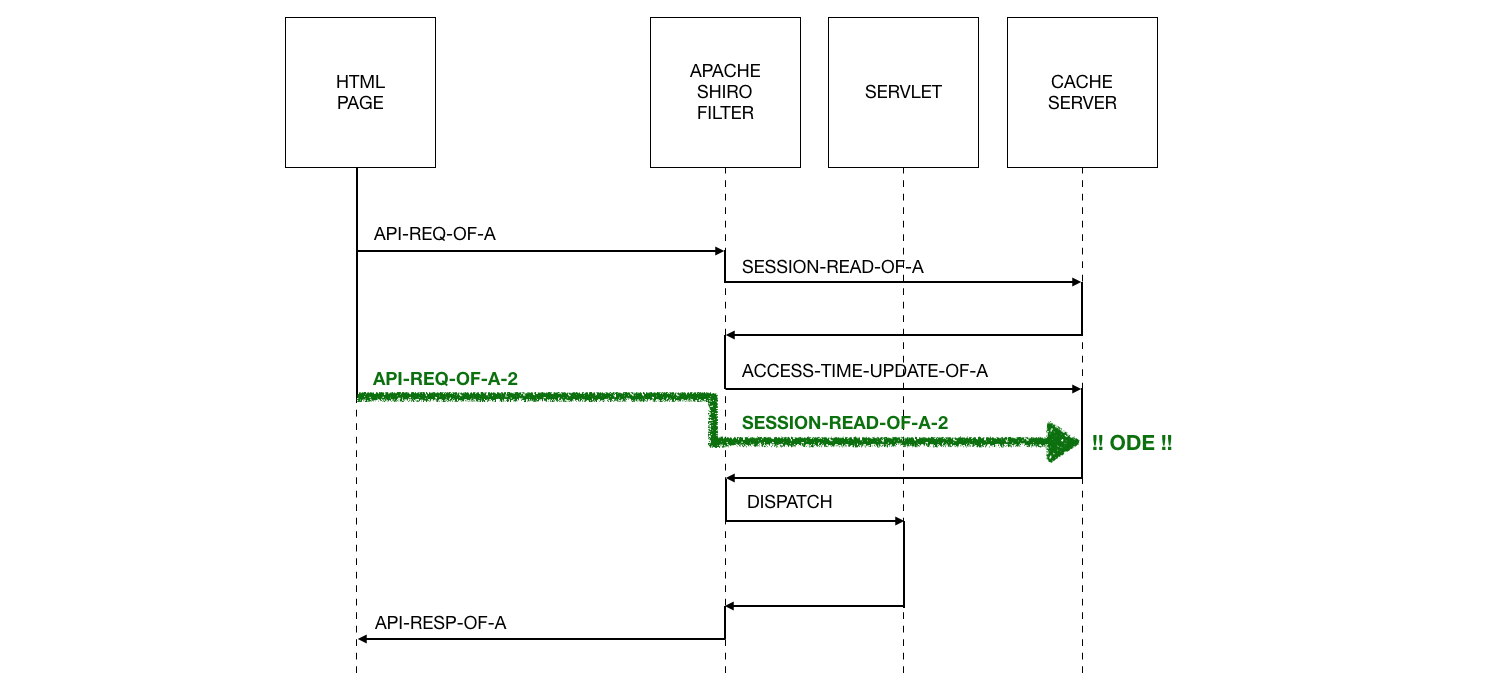 HTML
PAGE
APACHE
SHIRO
FILTER
SERVLET
CACHE
SERVER
API-REQ-OF-A
SESSION-READ-OF-A
ACCESS-TIME-UPDATE-OF-A
API-REQ-OF-A-2
SESSION-READ-OF-A-2
!! ODE !!
DISPATCH
API-RESP-OF-A